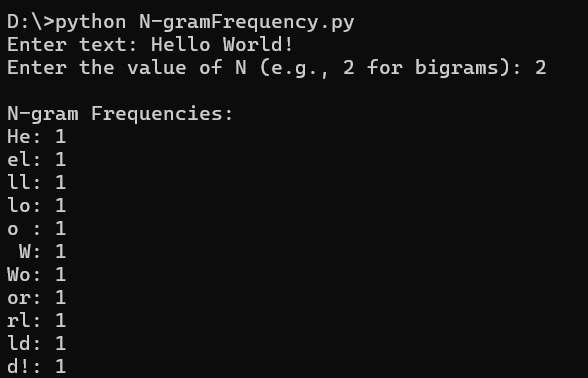 D:\>python N-gramFrequency.py
Enter text: Hello World!
Enter the value of N (e.g., 2 for bigrams): 2

N-gram Frequencies:
He: 1
el: 1
ll: 1
lo: 1
o : 1
 W: 1
Wo: 1
or: 1
rl: 1
ld: 1
d!: 1